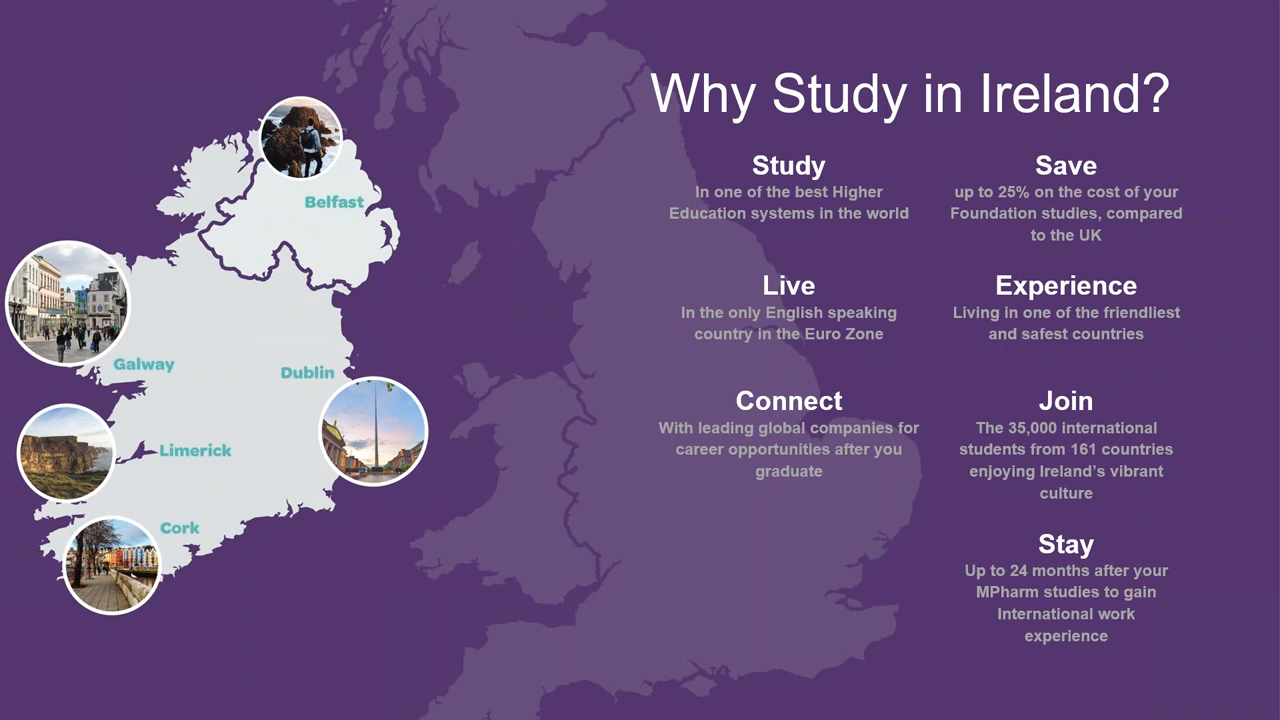 Why Study in Ireland?
Study
In one of the best Higher
Education systems in the world
Save
up to 25% on the cost of your
Foundation studies, compared
to the UK
Live
In the only English speaking
country in the Euro Zone
Experience
Living in one of the friendliest
and safest countries
Connect
With leading global companies for
career opportunities after you
graduate
Join
The 35,000 international
students from 161 countries
enjoying Ireland’s vibrant
culture
Stay
Up to 24 months after your
MPharm studies to gain
International work
experience
Belfast
Galway
Dublin
Limerick
Cork